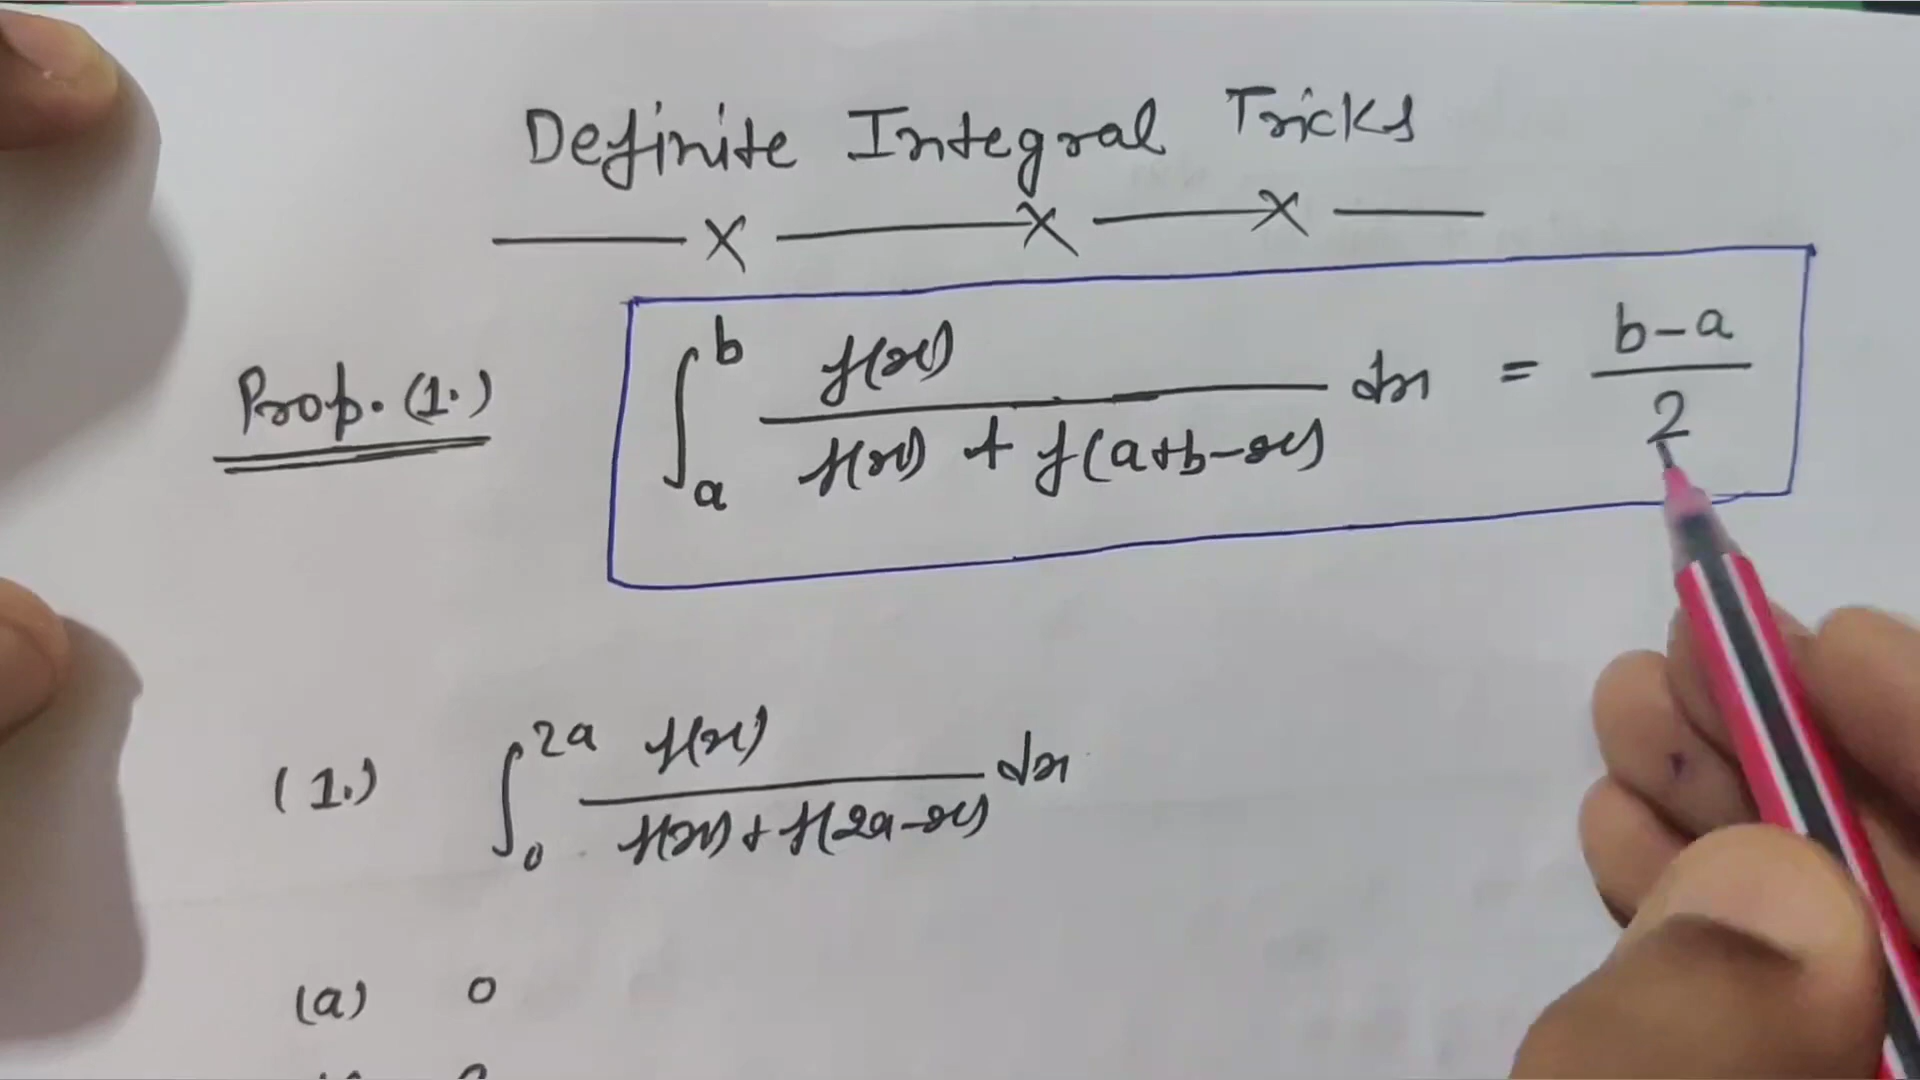 Definite Integral Tricks
—— X ——— X —— X ——
Prop. (1.) ∫_a^b f(x) / (f(x) + f(a+b-x)) dx = (b-a)/2
(1.) ∫_0^{2a} f(x) / (f(x) + f(2a-x)) dx
(a) 0